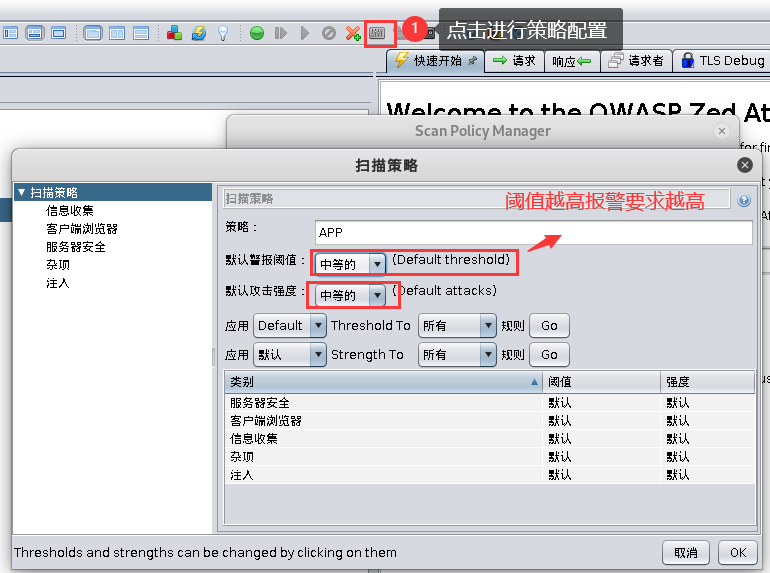 1 点击进行策略配置
快速开始 请求 响应 请求者 TLS Debug
Welcome to the OWASP Zed At
Scan Policy Manager
for fin
扫描策略
扫描策略
信息收集
客户端浏览器
服务器安全
杂项
注入
扫描策略
阈值越高报警要求越高
策略： APP
默认警报阈值： 中等的 (Default threshold)
默认攻击强度： 中等的 (Default attacks)
应用 Default Threshold To 所有 规则 Go
应用 默认 Strength To 所有 规则 Go
类别 阈值 强度
服务器安全 默认 默认
客户端浏览器 默认 默认
信息收集 默认 默认
杂项 默认 默认
注入 默认 默认
Thresholds and strengths can be changed by clicking on them 取消 OK